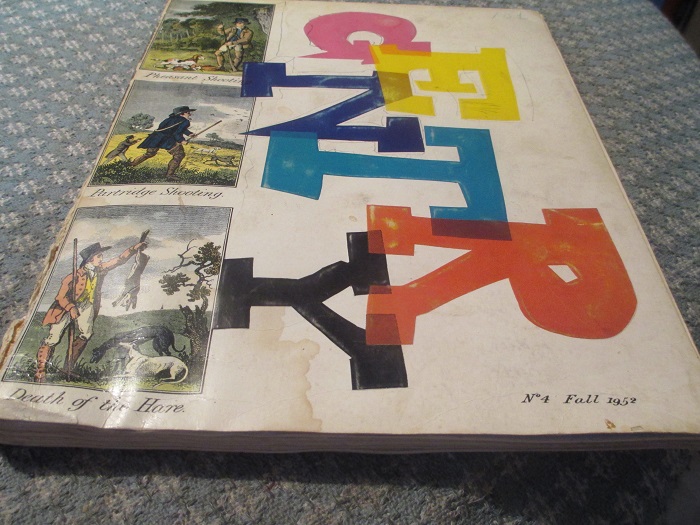 Pheasant Shooting
Partridge Shooting.
Death of the Hare.
GENTRY
Nº4 Fall 1952